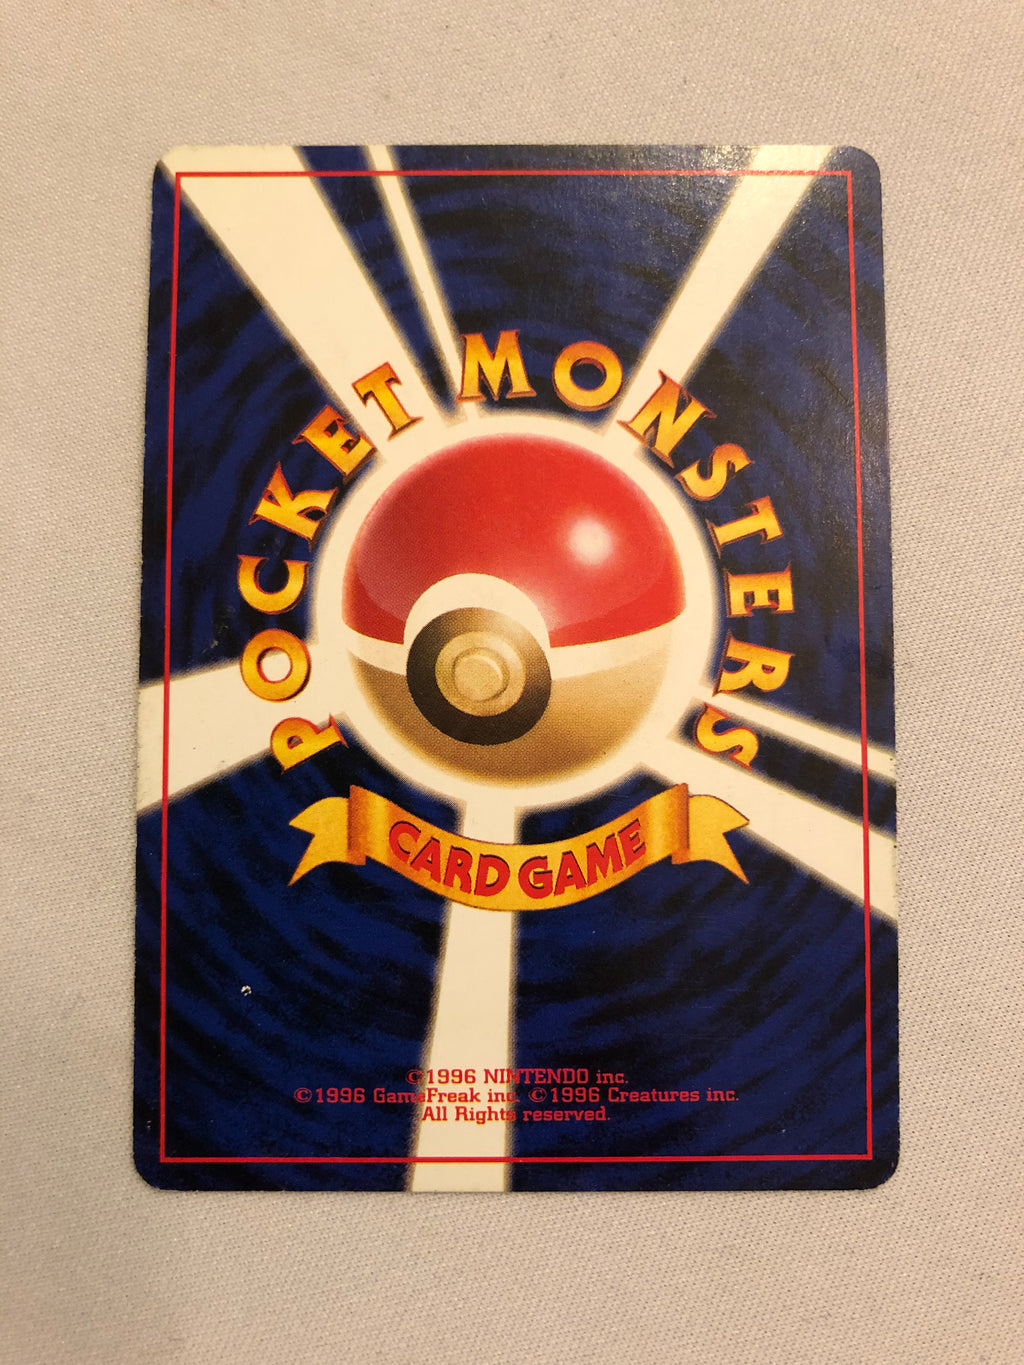 POCKET MONSTERS
CARD GAME
©1996 NINTENDO inc.
©1996 GameFreak inc. ©1996 Creatures inc.
All Rights reserved.